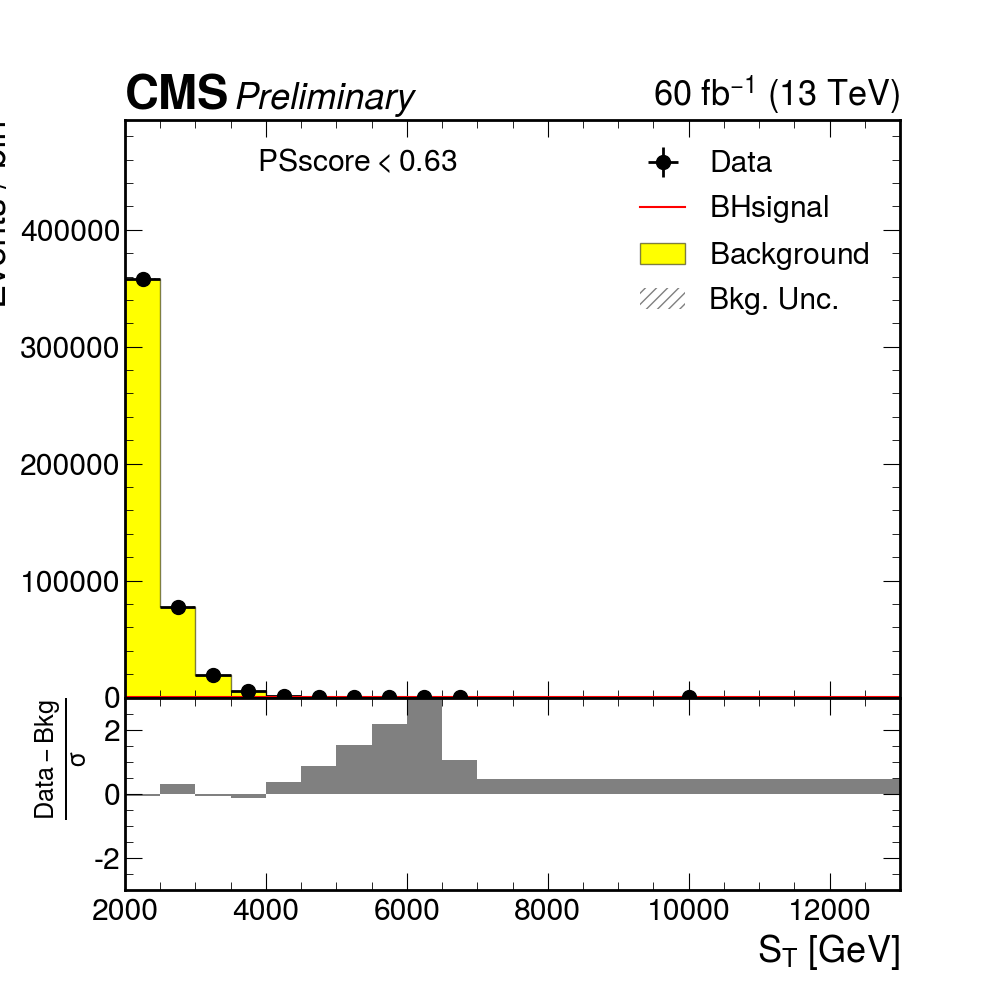 CMS Preliminary
60 fb⁻¹ (13 TeV)
PSscore < 0.63
Data
BHsignal
Background
Bkg. Unc.
400000
300000
200000
100000
0
Data − Bkg
σ
2
0
-2
2000 4000 6000 8000 10000 12000
S_T [GeV]